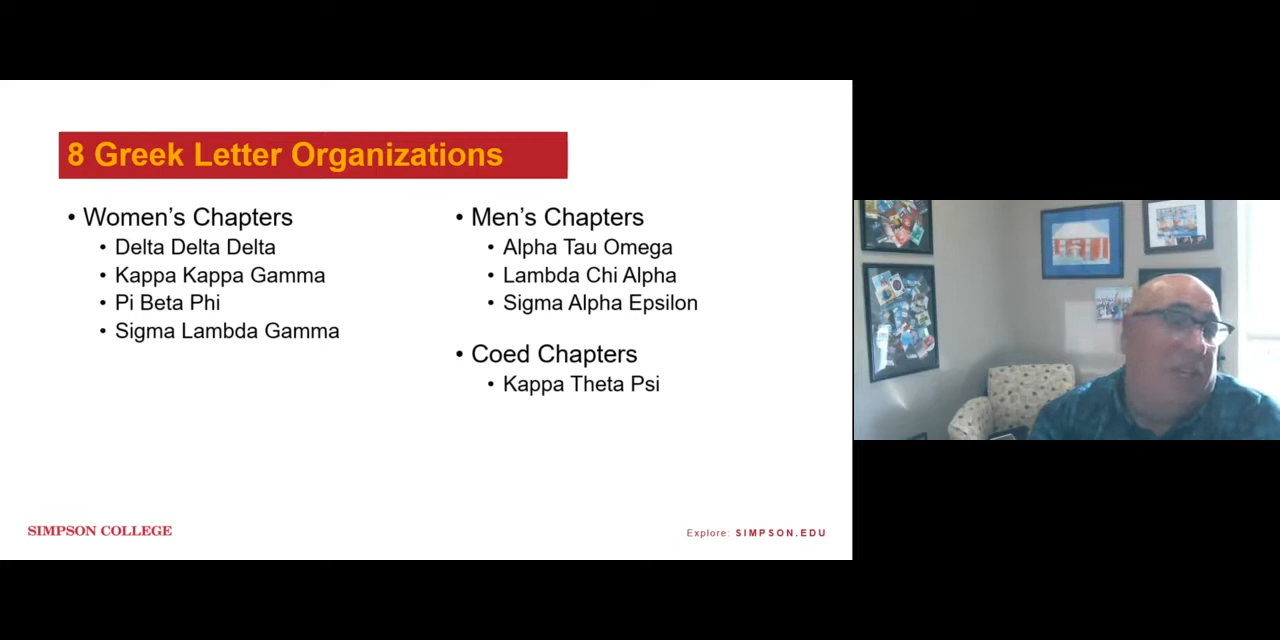 8 Greek Letter Organizations
• Women's Chapters
• Delta Delta Delta
• Kappa Kappa Gamma
• Pi Beta Phi
• Sigma Lambda Gamma
• Men's Chapters
• Alpha Tau Omega
• Lambda Chi Alpha
• Sigma Alpha Epsilon
• Coed Chapters
• Kappa Theta Psi
SIMPSON COLLEGE
Explore: SIMPSON.EDU